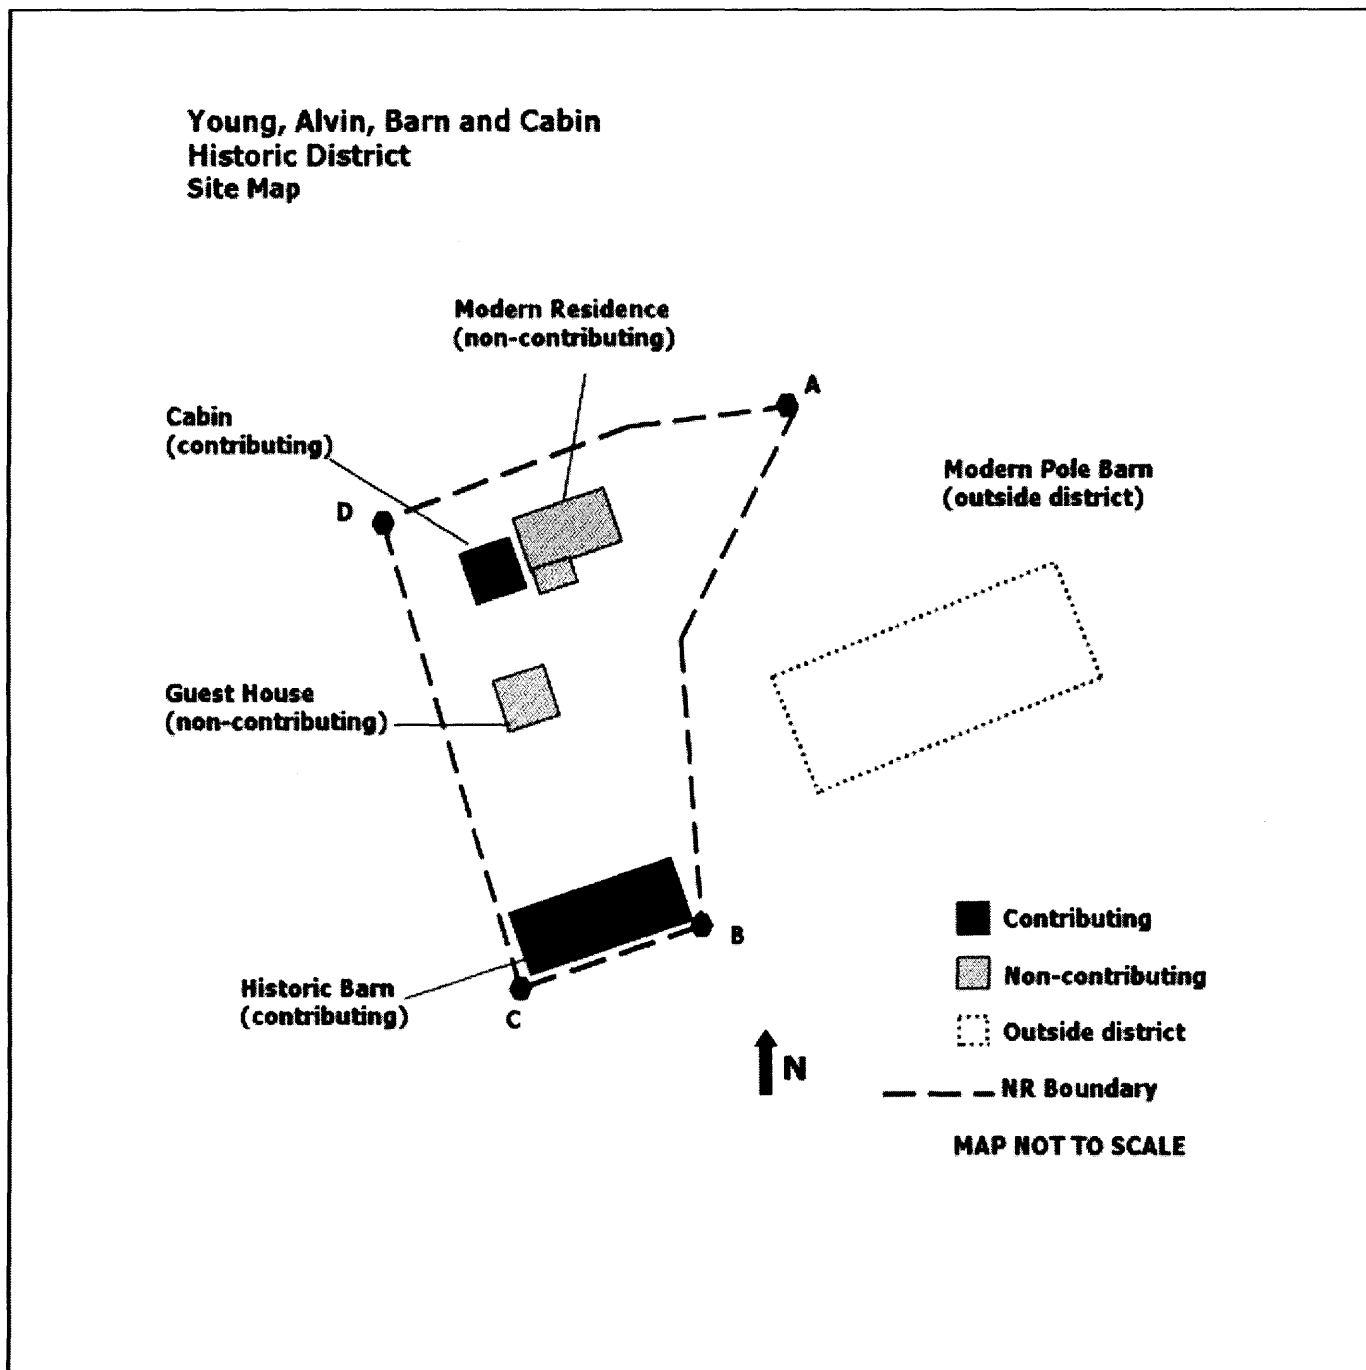 Young, Alvin, Barn and Cabin
Historic District
Site Map
Modern Residence
(non-contributing)
A
Cabin
(contributing)
Modern Pole Barn
(outside district)
D
Guest House
(non-contributing)
Contributing
B
Non-contributing
Historic Barn
(contributing)
C
Outside district
N
NR Boundary
MAP NOT TO SCALE